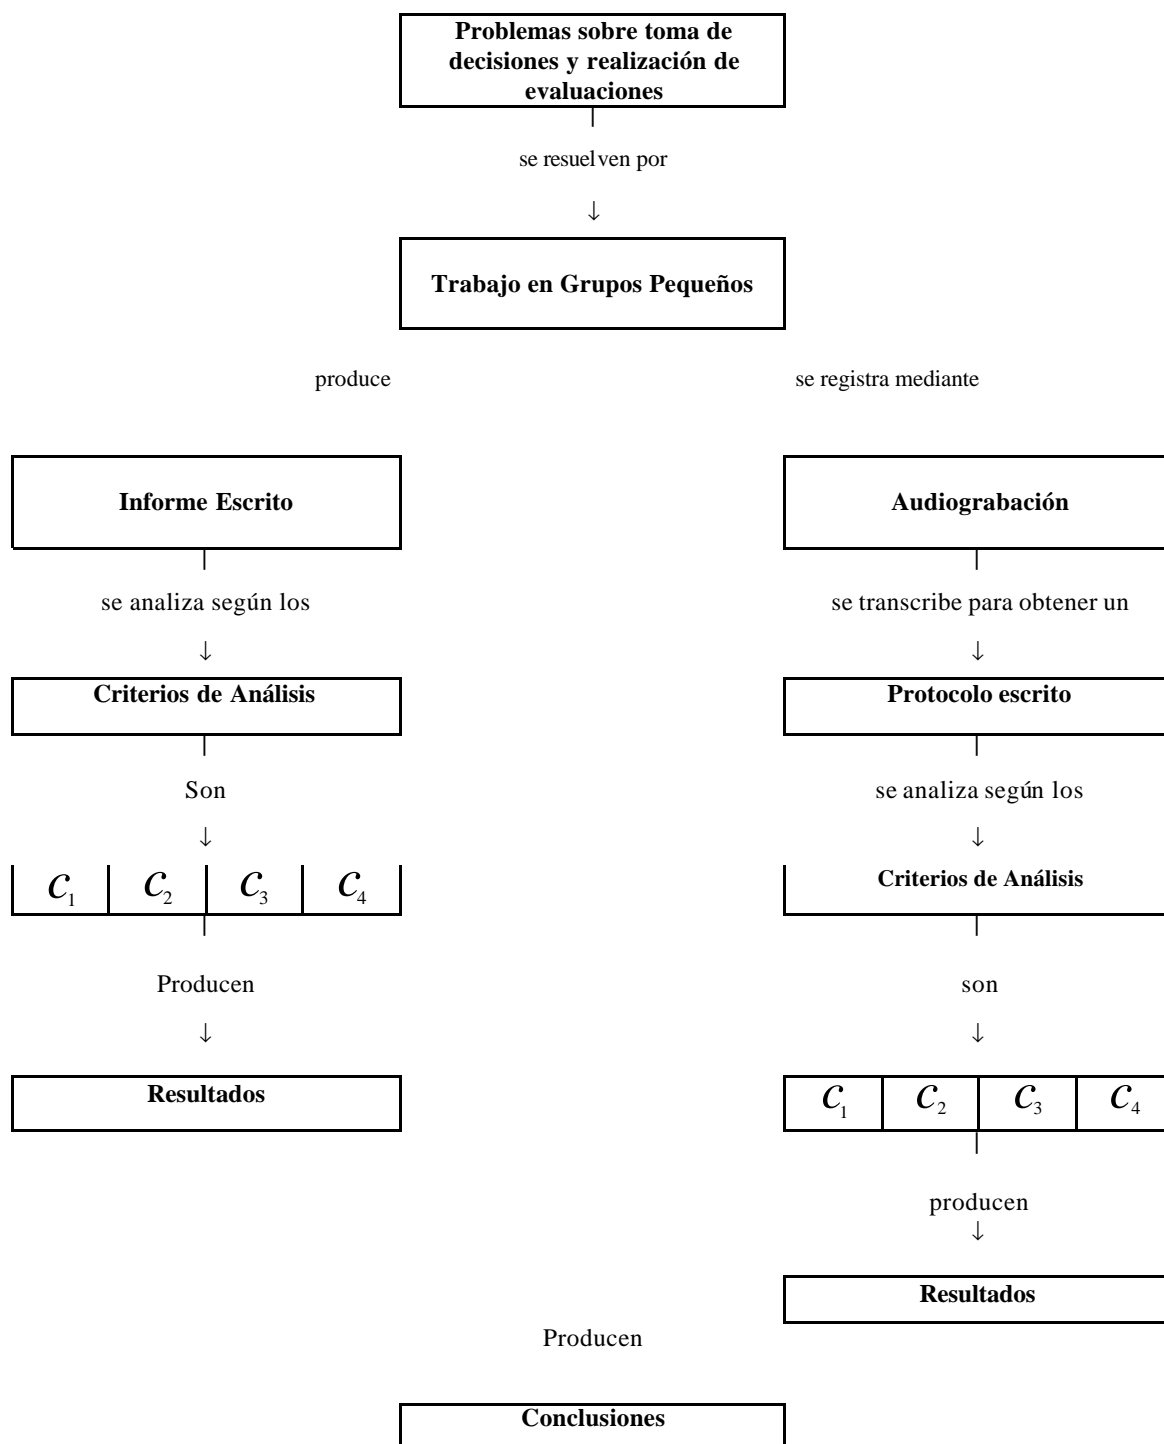 Problemas sobre toma de
decisiones y realización de
evaluaciones
se resuelven por
↓
Trabajo en Grupos Pequeños
produce
se registra mediante
Informe Escrito
Audiograbación
se analiza según los
se transcribe para obtener un
↓
↓
Criterios de Análisis
Protocolo escrito
Son
se analiza según los
↓
↓
C₁ C₂ C₃ C₄
Criterios de Análisis
Producen
son
↓
↓
Resultados
C₁ C₂ C₃ C₄
producen
↓
Resultados
Producen
Conclusiones